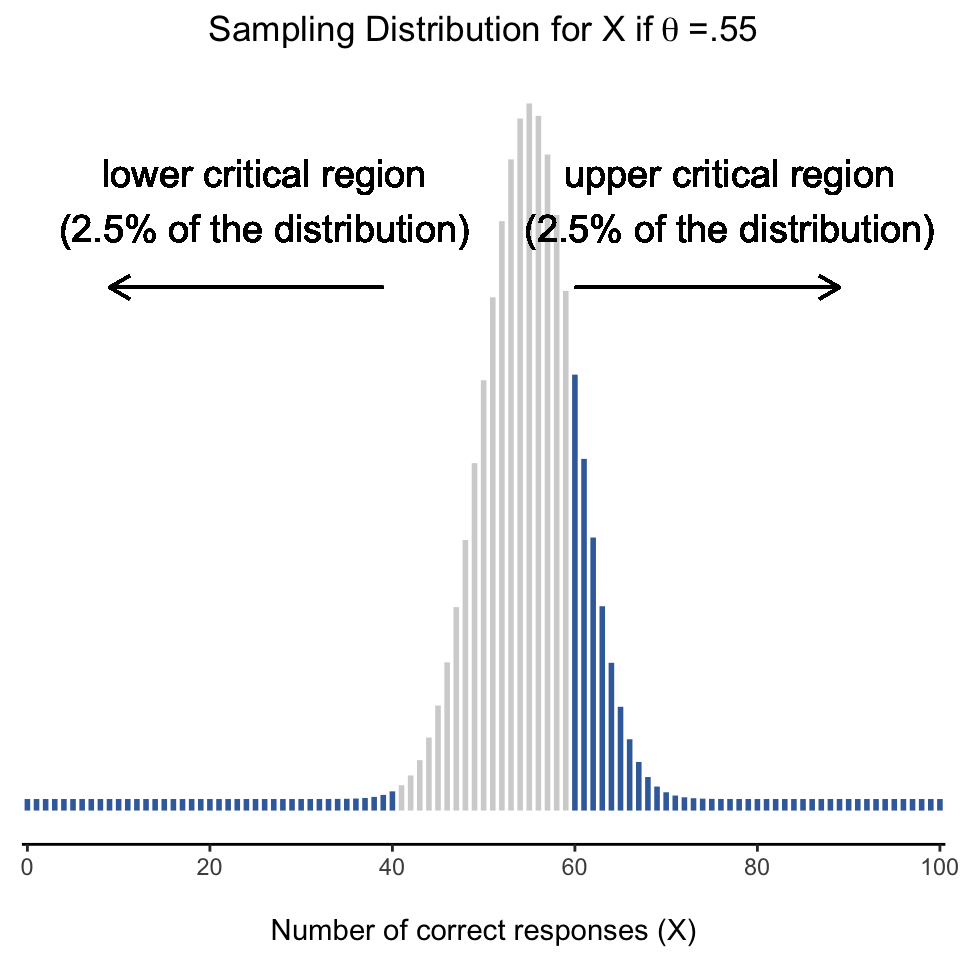 Sampling Distribution for X if θ =.55
lower critical region
(2.5% of the distribution)
upper critical region
(2.5% of the distribution)
0 20 40 60 80 100
Number of correct responses (X)